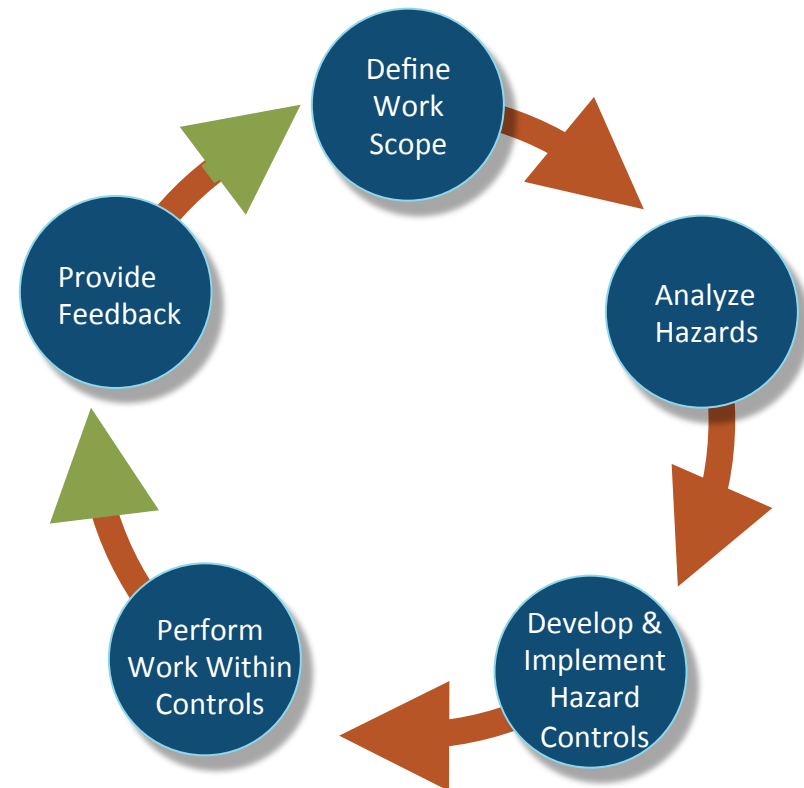 Define
Work
Scope
Analyze
Hazards
Develop &
Implement
Hazard
Controls
Perform
Work Within
Controls
Provide
Feedback